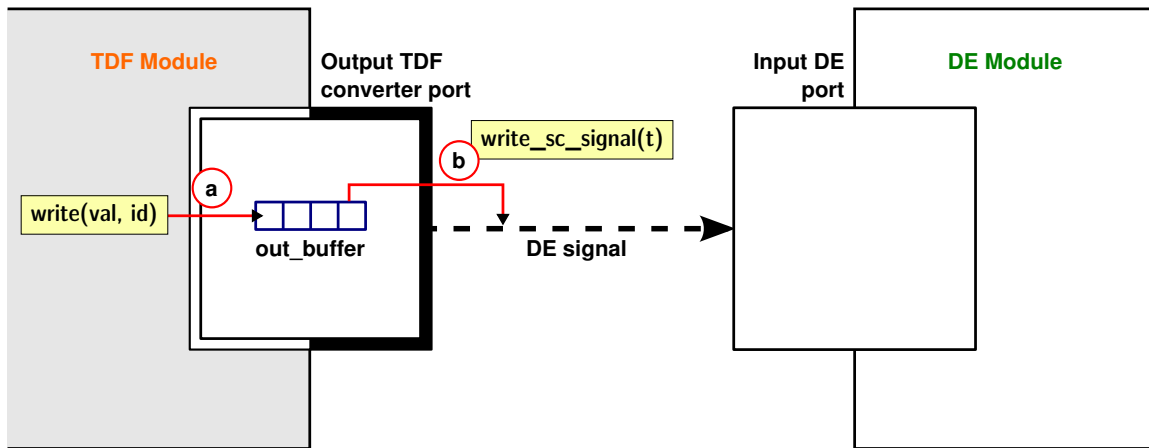 TDF Module
Output TDF
converter port
Input DE
port
DE Module
write_sc_signal(t)
b
a
write(val, id)
out_buffer
DE signal